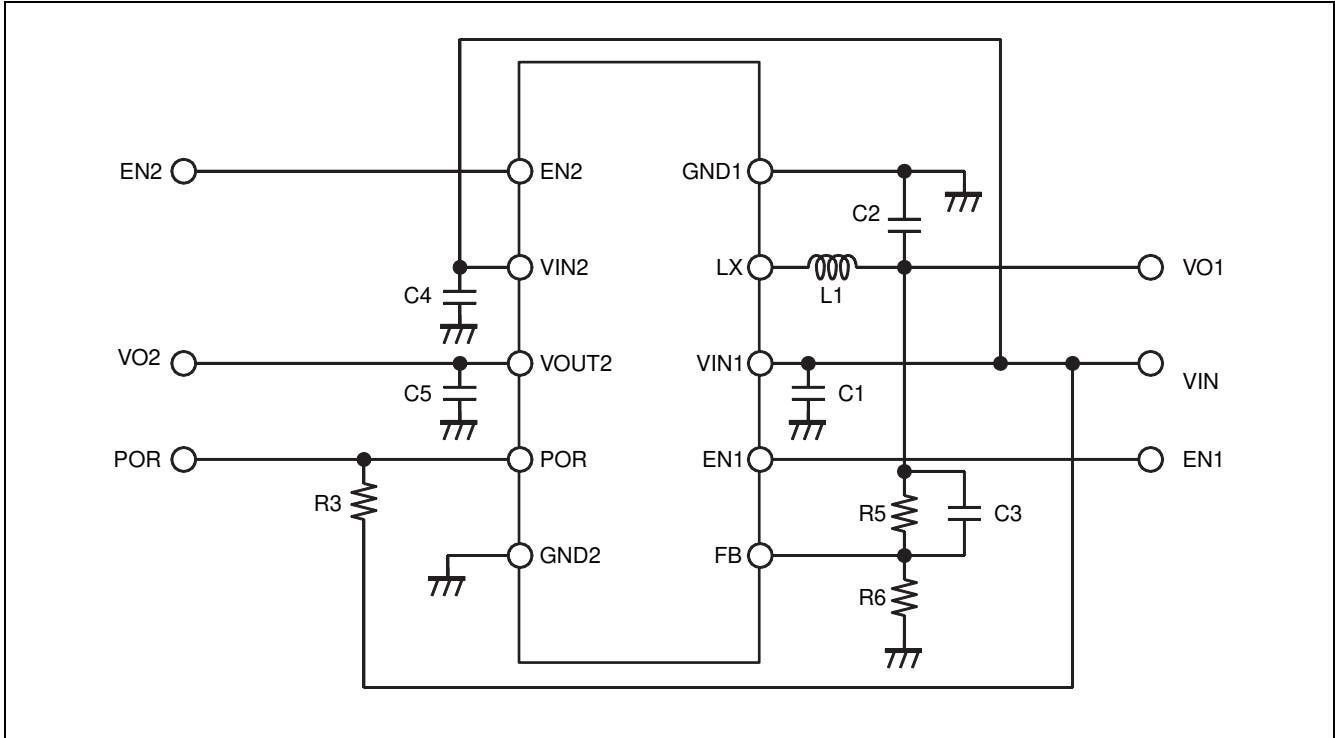 EN2
EN2
GND1
C2
VIN2
LX
VO1
C4
L1
VO2
VOUT2
VIN1
VIN
C5
C1
POR
POR
EN1
EN1
R3
R5
C3
GND2
FB
R6